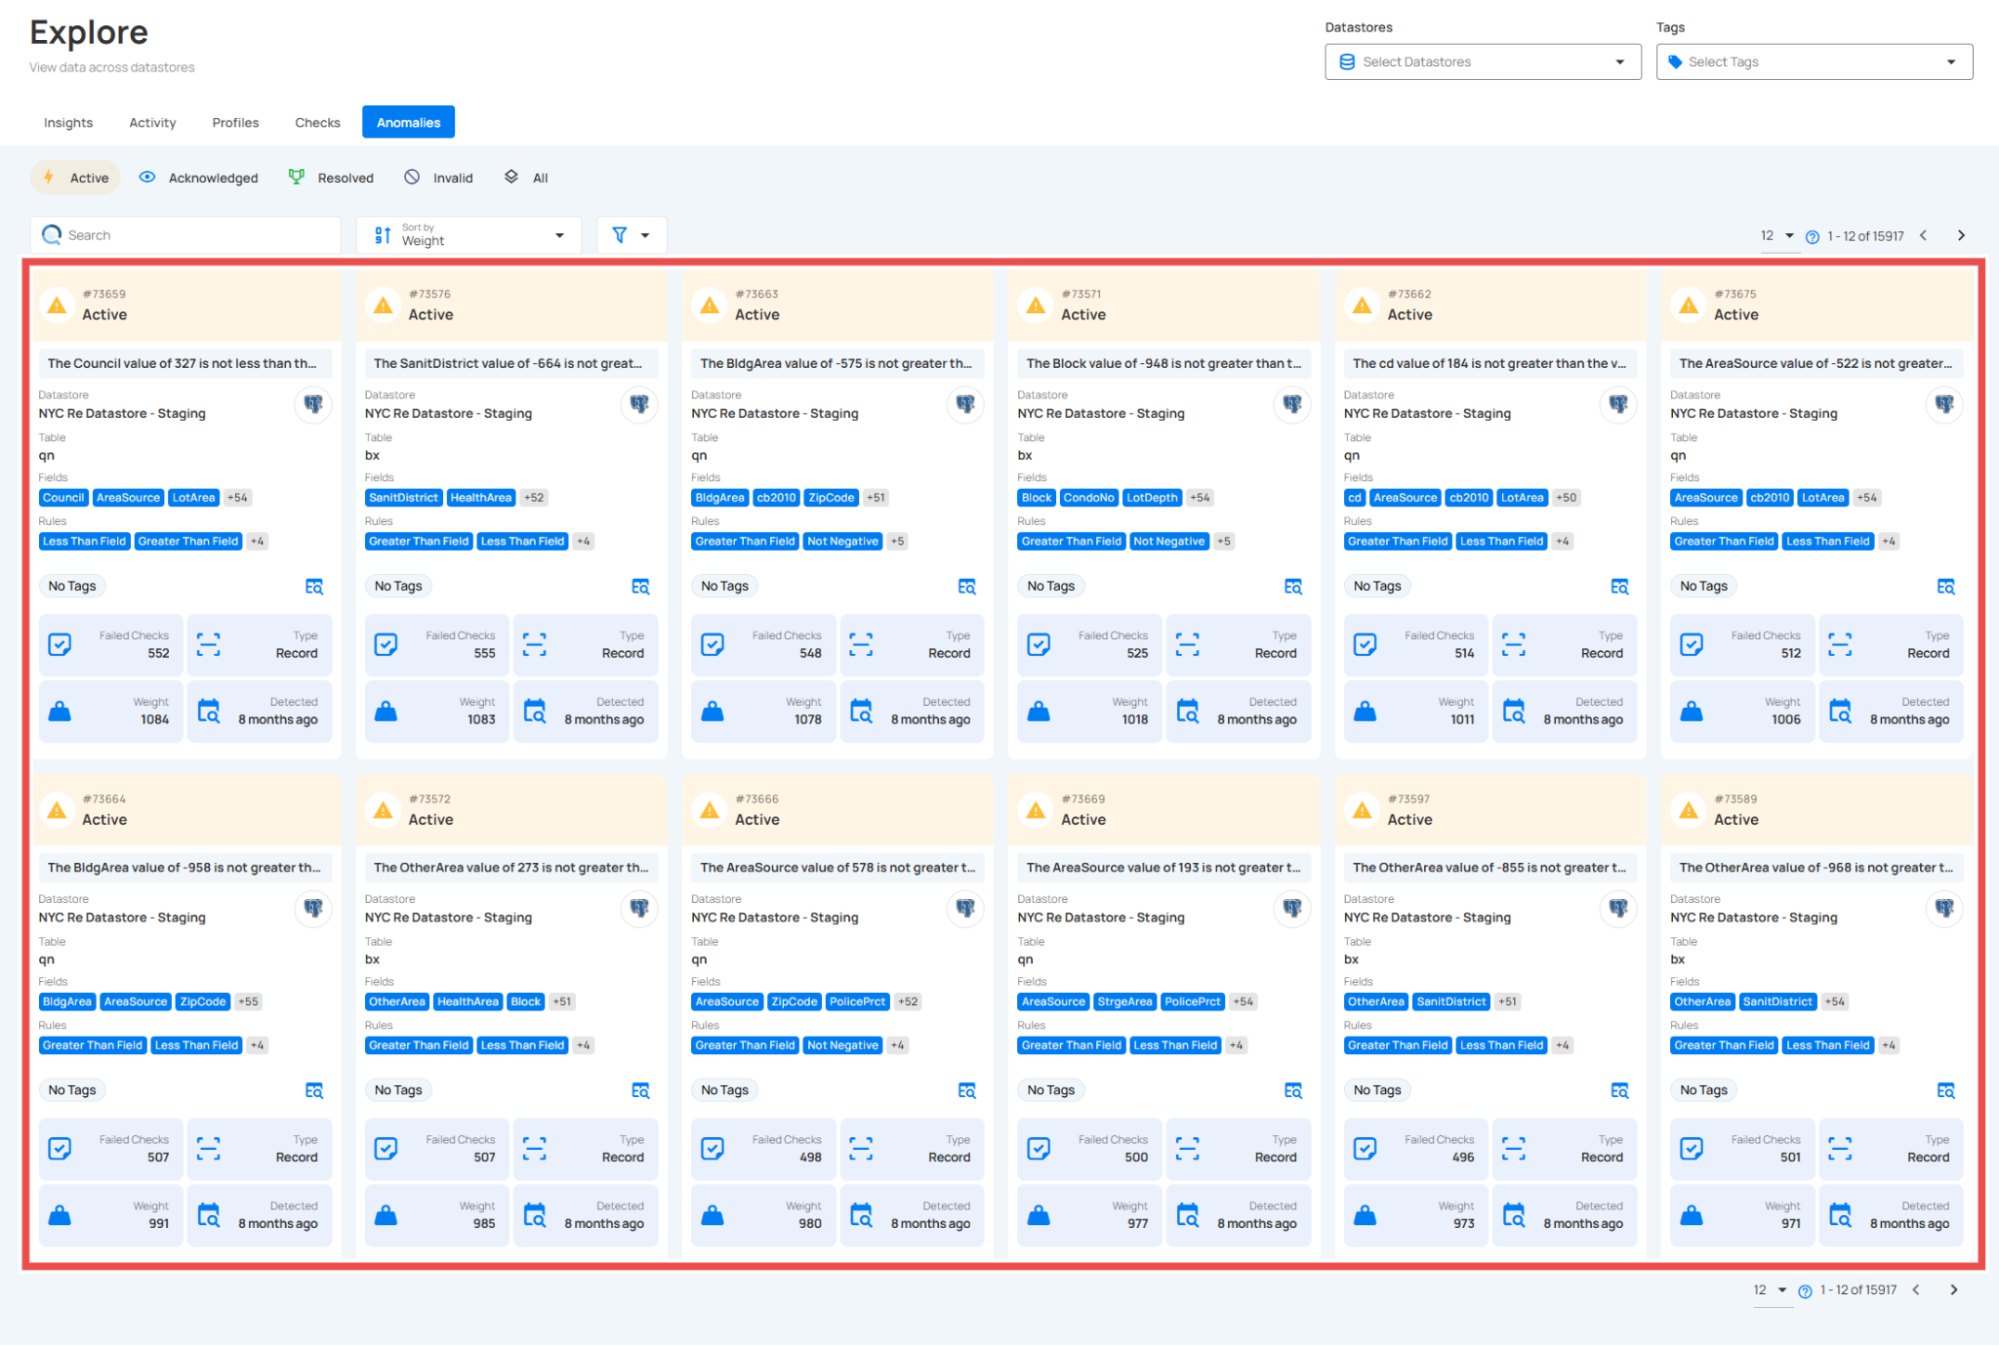 Explore
View data across datastores
Datastores
Select Datastores
Tags
Select Tags
Insights
Activity
Profiles
Checks
Anomalies
Active
Acknowledged
Resolved
Invalid
All
Search
Sort by
Weight
12
1 - 12 of 15917
#73659
Active
The Council value of 327 is not less than th...
Datastore
NYC Re Datastore - Staging
Table
qn
Fields
Council AreaSource LotArea +54
Rules
Less Than Field Greater Than Field +4
No Tags
Failed Checks
552
Type
Record
Weight
1084
Detected
8 months ago
#73576
Active
The SanitDistrict value of -664 is not great...
Datastore
NYC Re Datastore - Staging
Table
bx
Fields
SanitDistrict HealthArea +52
Rules
Greater Than Field Less Than Field +4
No Tags
Failed Checks
555
Type
Record
Weight
1083
Detected
8 months ago
#73663
Active
The BldgArea value of -575 is not greater th...
Datastore
NYC Re Datastore - Staging
Table
qn
Fields
BldgArea cb2010 ZipCode +51
Rules
Greater Than Field Not Negative +5
No Tags
Failed Checks
548
Type
Record
Weight
1078
Detected
8 months ago
#73571
Active
The Block value of -948 is not greater than t...
Datastore
NYC Re Datastore - Staging
Table
bx
Fields
Block CondoNo LotDepth +54
Rules
Greater Than Field Not Negative +5
No Tags
Failed Checks
525
Type
Record
Weight
1018
Detected
8 months ago
#73662
Active
The cd value of 184 is not greater than the v...
Datastore
NYC Re Datastore - Staging
Table
qn
Fields
cd AreaSource cb2010 LotArea +50
Rules
Greater Than Field Less Than Field +4
No Tags
Failed Checks
514
Type
Record
Weight
1011
Detected
8 months ago
#73675
Active
The AreaSource value of -522 is not greater...
Datastore
NYC Re Datastore - Staging
Table
qn
Fields
AreaSource cb2010 LotArea +54
Rules
Greater Than Field Less Than Field +4
No Tags
Failed Checks
512
Type
Record
Weight
1006
Detected
8 months ago
#73664
Active
The BldgArea value of -958 is not greater th...
Datastore
NYC Re Datastore - Staging
Table
qn
Fields
BldgArea AreaSource ZipCode +55
Rules
Greater Than Field Less Than Field +4
No Tags
Failed Checks
507
Type
Record
Weight
991
Detected
8 months ago
#73572
Active
The OtherArea value of 273 is not greater th...
Datastore
NYC Re Datastore - Staging
Table
bx
Fields
OtherArea HealthArea Block +51
Rules
Greater Than Field Less Than Field +4
No Tags
Failed Checks
507
Type
Record
Weight
985
Detected
8 months ago
#73666
Active
The AreaSource value of 578 is not greater t...
Datastore
NYC Re Datastore - Staging
Table
qn
Fields
AreaSource ZipCode PolicePrct +52
Rules
Greater Than Field Not Negative +4
No Tags
Failed Checks
498
Type
Record
Weight
980
Detected
8 months ago
#73669
Active
The AreaSource value of 193 is not greater t...
Datastore
NYC Re Datastore - Staging
Table
qn
Fields
AreaSource StrgeArea PolicePrct +54
Rules
Greater Than Field Less Than Field +4
No Tags
Failed Checks
500
Type
Record
Weight
977
Detected
8 months ago
#73597
Active
The OtherArea value of -855 is not greater t...
Datastore
NYC Re Datastore - Staging
Table
bx
Fields
OtherArea SanitDistrict +51
Rules
Greater Than Field Less Than Field +4
No Tags
Failed Checks
496
Type
Record
Weight
973
Detected
8 months ago
#73589
Active
The OtherArea value of -968 is not greater t...
Datastore
NYC Re Datastore - Staging
Table
bx
Fields
OtherArea SanitDistrict +54
Rules
Greater Than Field Less Than Field +4
No Tags
Failed Checks
501
Type
Record
Weight
971
Detected
8 months ago
12
1 - 12 of 15917